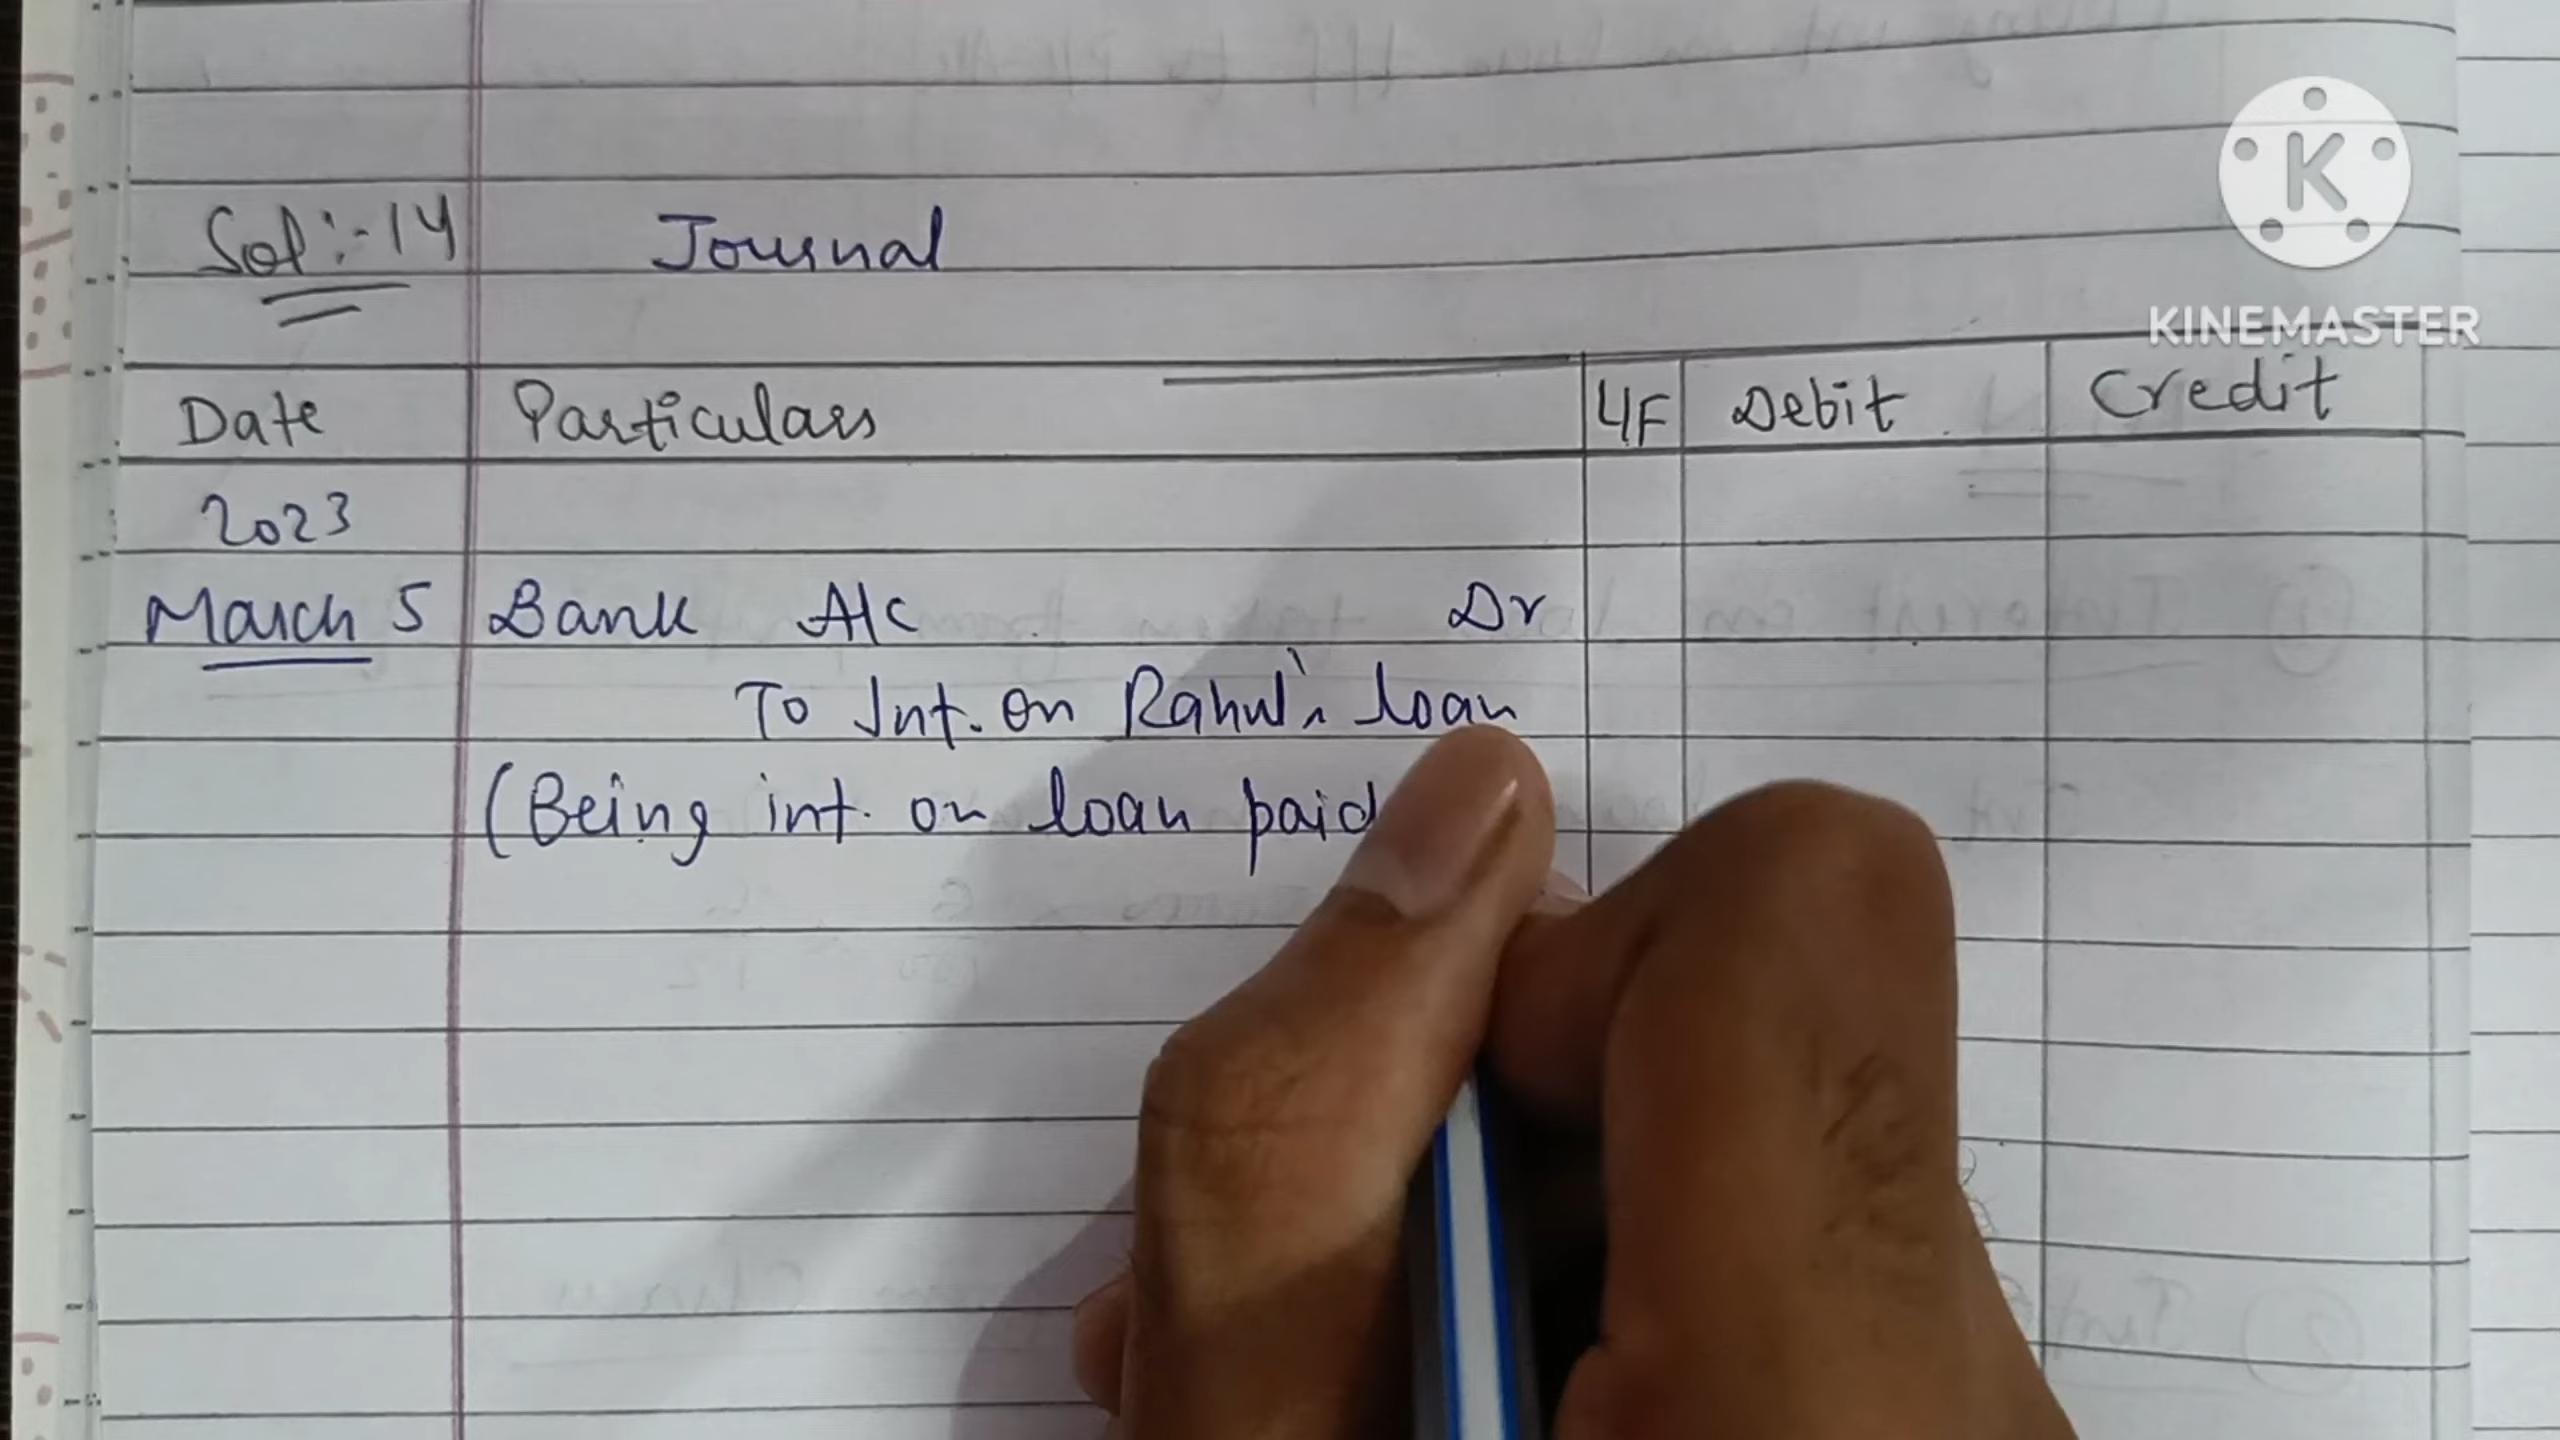 Sol:-14 Journal
Date Particulars L/F Debit Credit
2023
March 5 Bank A/c Dr
To Int. on Rahul's loan
(Being int. on loan paid
K
KINEMASTER